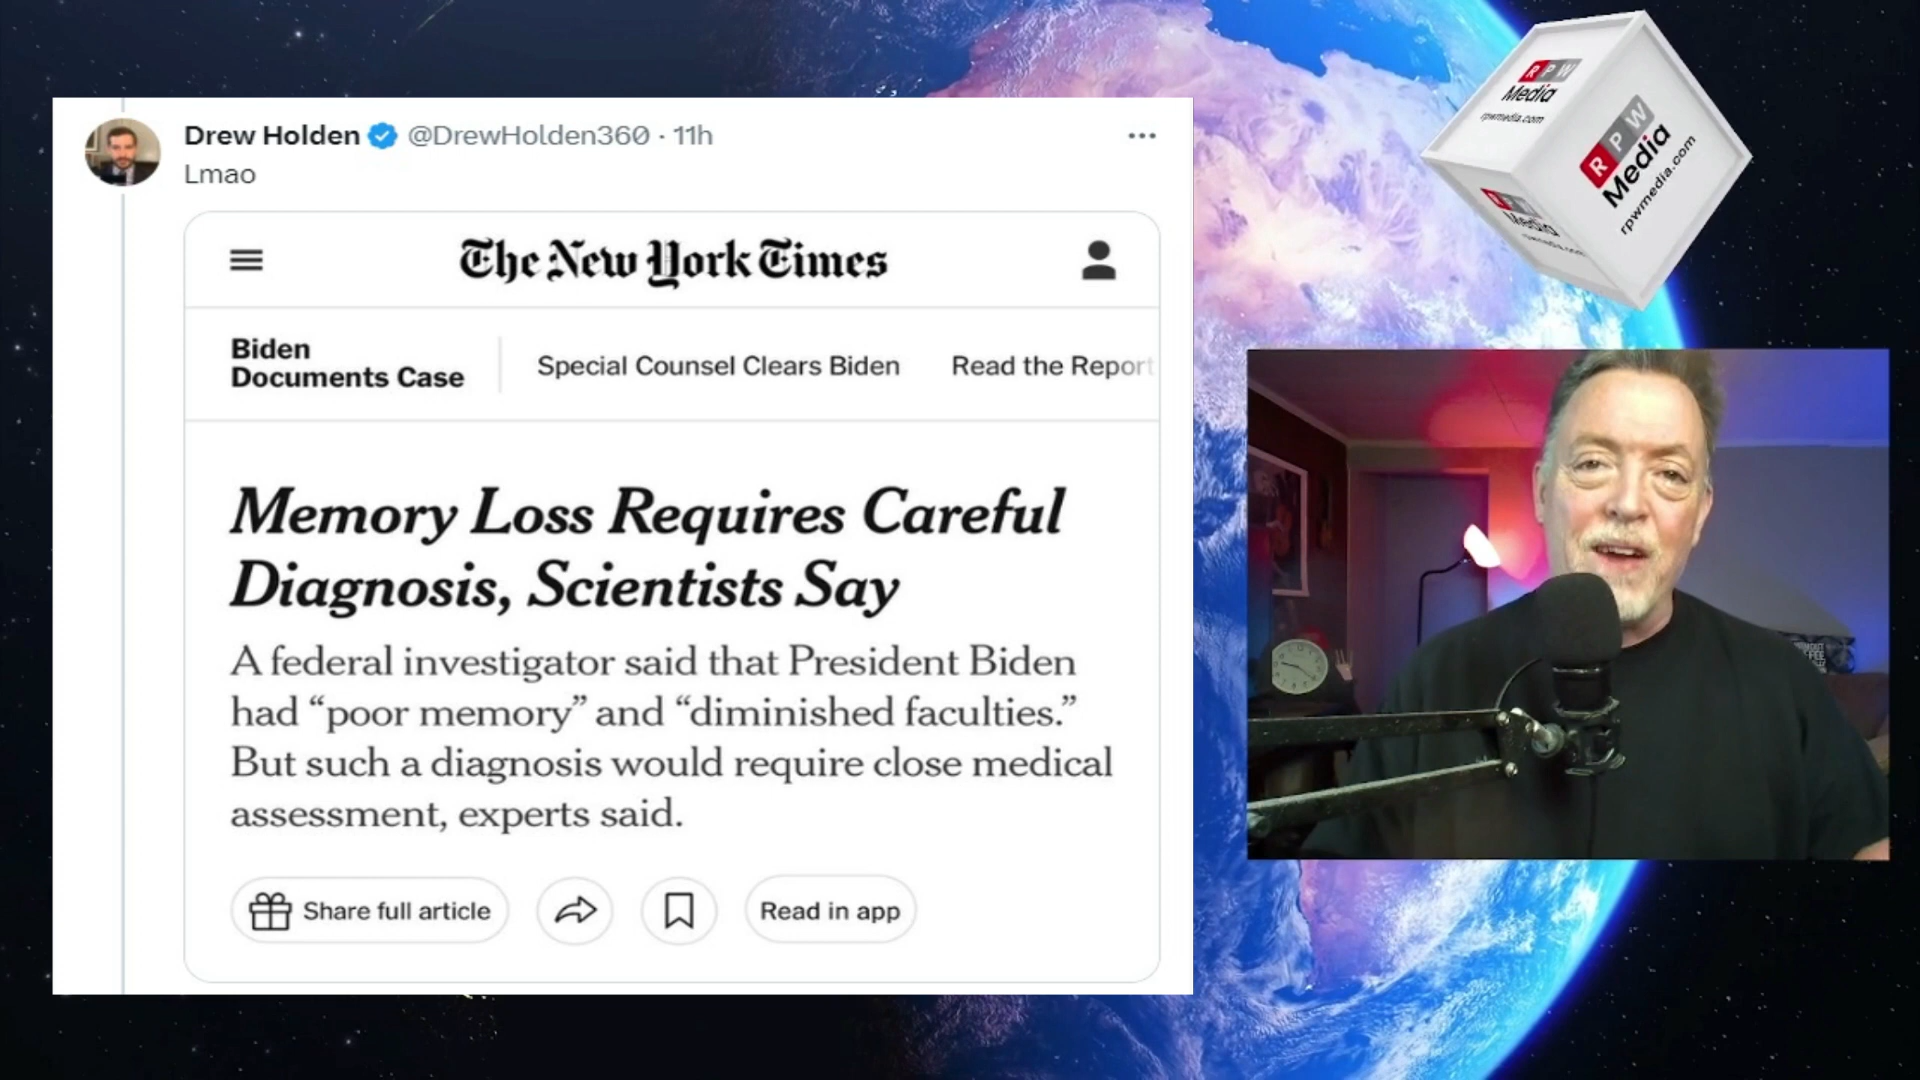 Drew Holden @DrewHolden360 · 11h
Lmao
The New York Times
Biden
Documents Case
Special Counsel Clears Biden
Read the Report
Memory Loss Requires Careful
Diagnosis, Scientists Say
A federal investigator said that President Biden
had “poor memory” and “diminished faculties.”
But such a diagnosis would require close medical
assessment, experts said.
Share full article
Read in app
RPW
Media
rpwmedia.com
RPW
Media
rpwmedia.com
RPW
Media